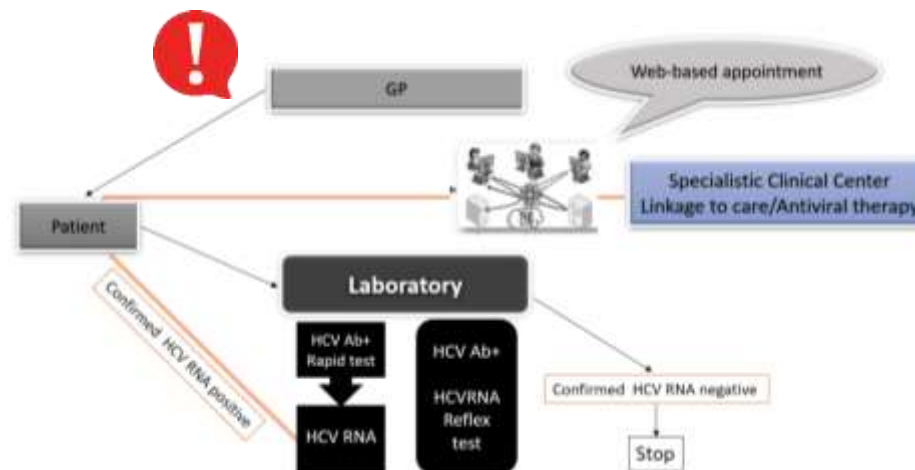 !
GP
Web-based appointment
Specialistic Clinical Center
Linkage to care/Antiviral therapy
Patient
Laboratory
Confirmed HCV RNA positive
HCV Ab+
Rapid test
HCV RNA
HCV Ab+
HCVRNA
Reflex
test
Confirmed HCV RNA negative
Stop